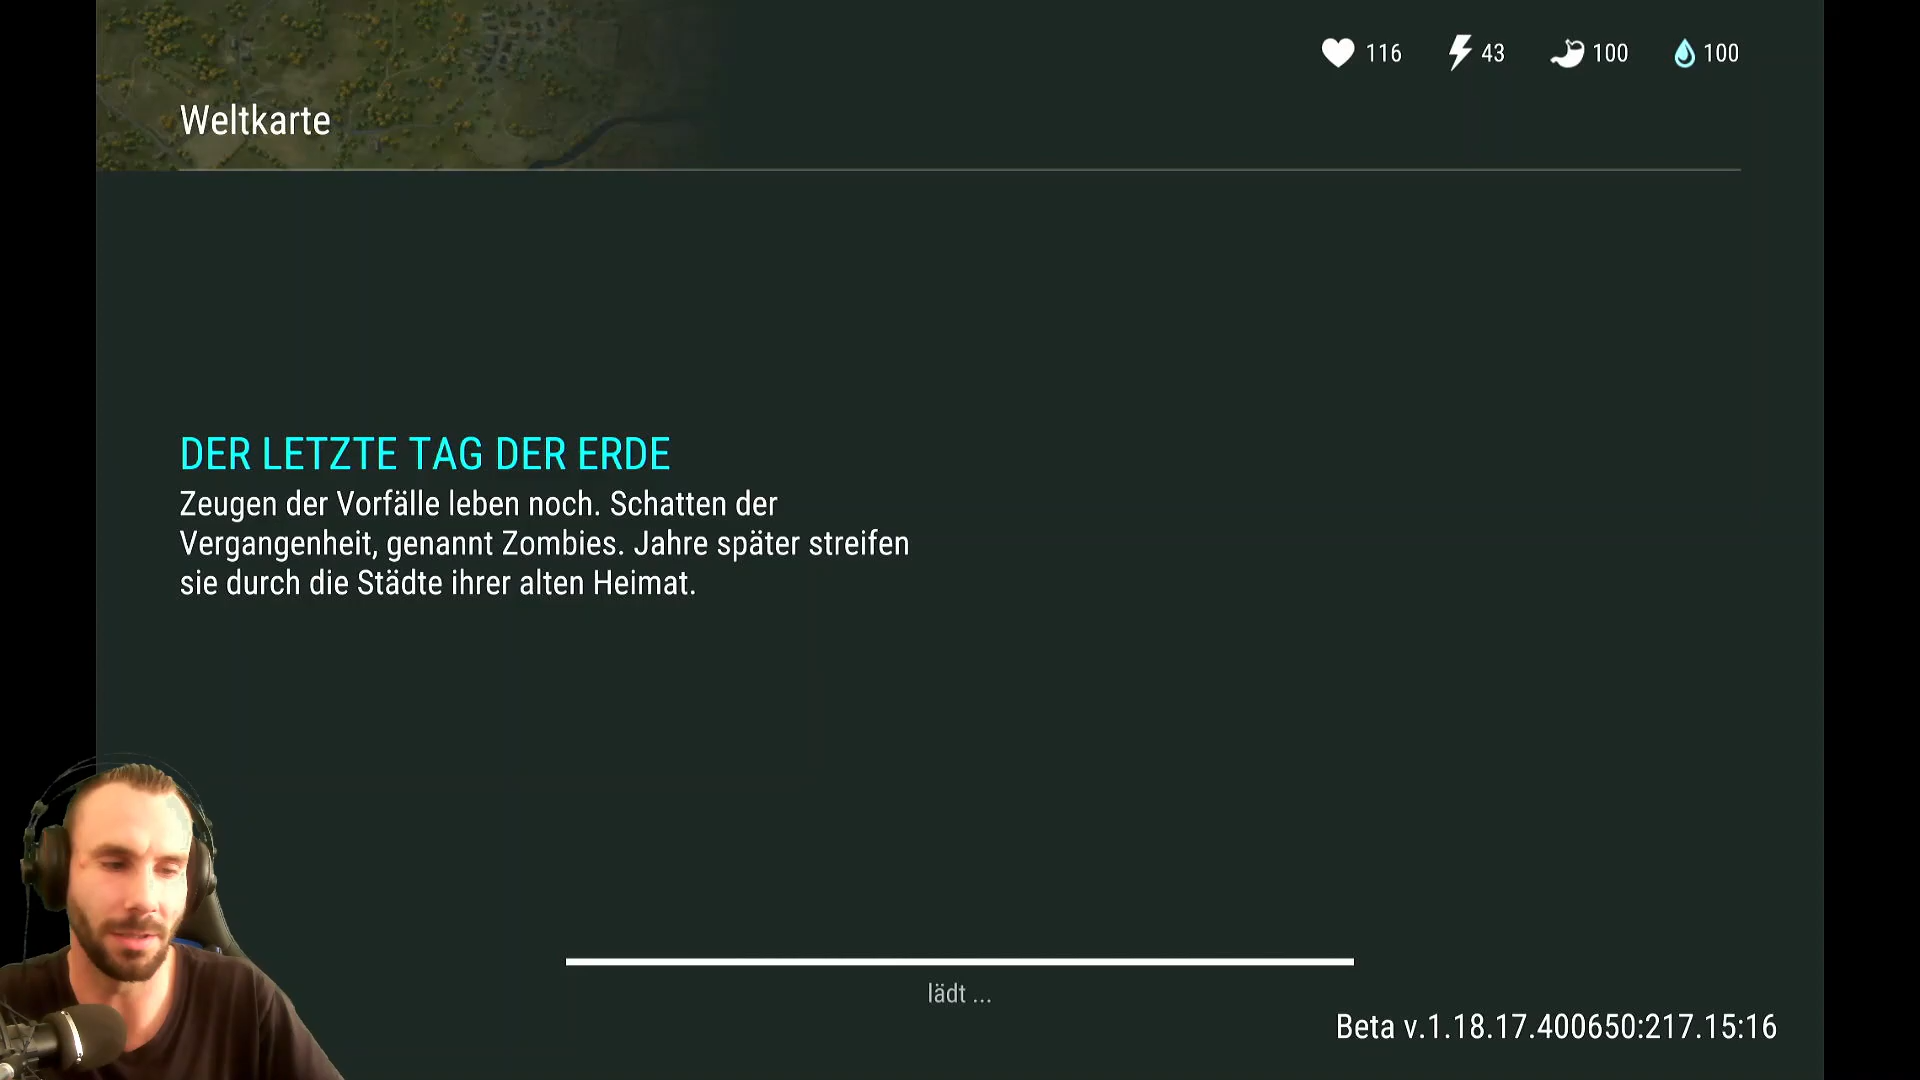 116 43 100 100
Weltkarte
DER LETZTE TAG DER ERDE
Zeugen der Vorfälle leben noch. Schatten der
Vergangenheit, genannt Zombies. Jahre später streifen
sie durch die Städte ihrer alten Heimat.
lädt ...
Beta v.1.18.17.400650:217.15:16